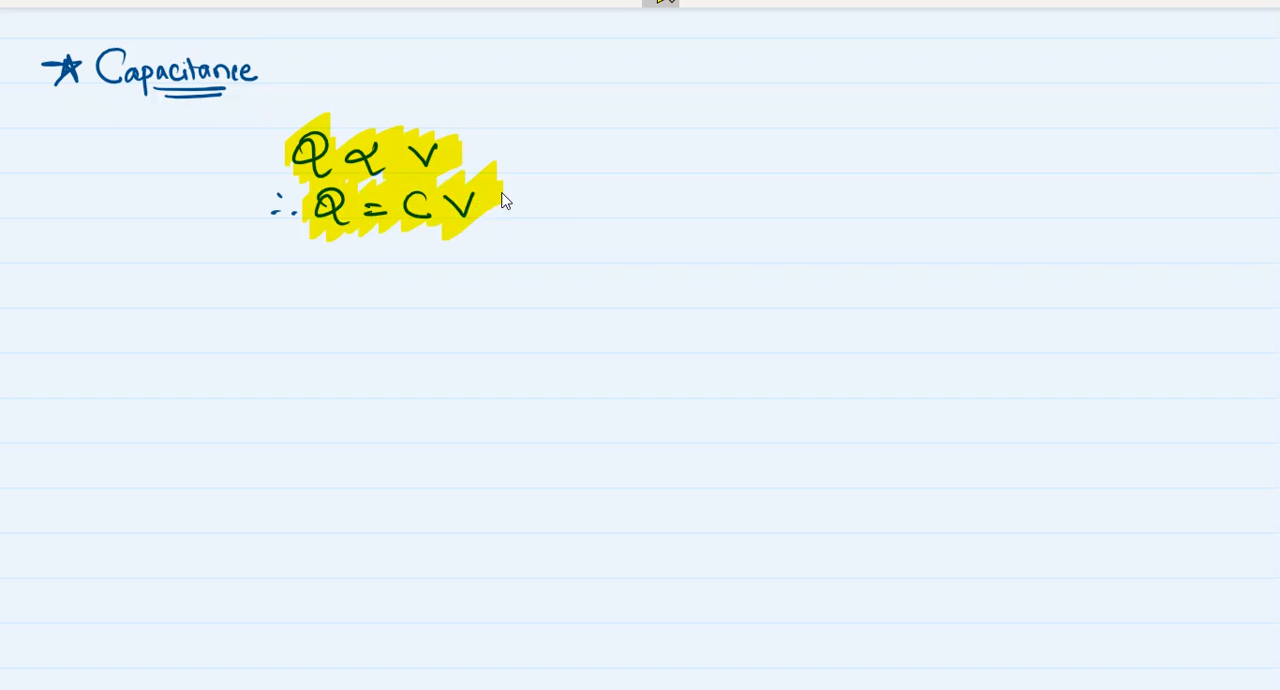 ★ Capacitance
Q α V
∴ Q = C V